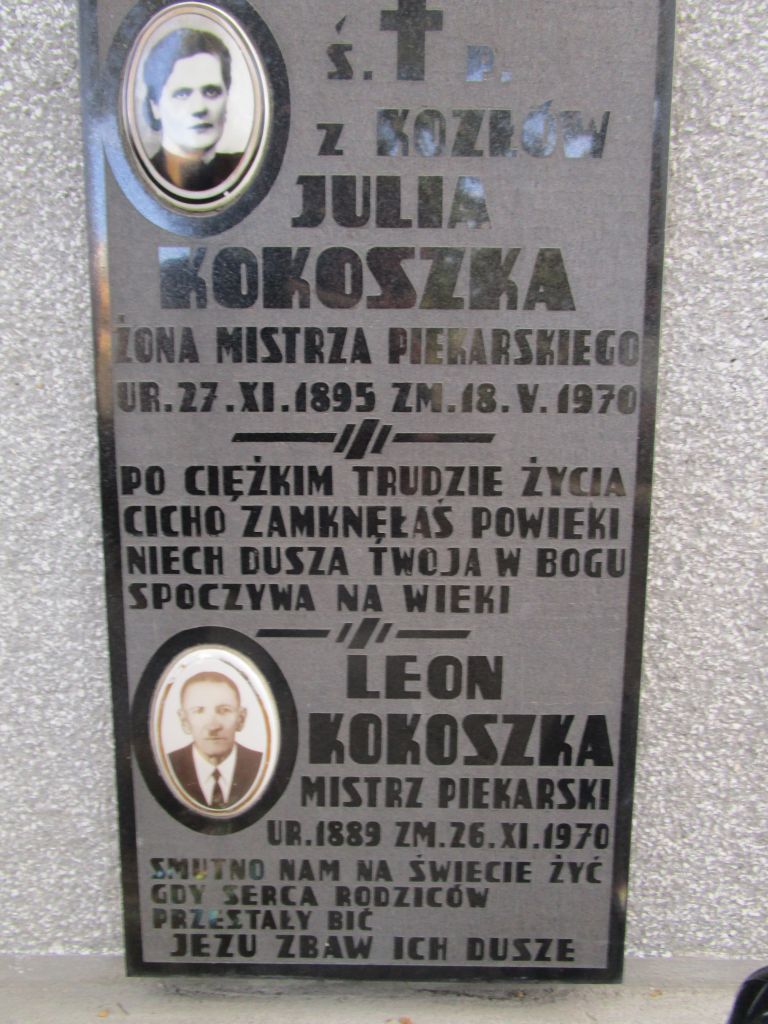 Ś. P.
z KOZŁÓW
JULIA
KOKOSZKA
ŻONA MISTRZA PIEKARSKIEGO
UR.27.XI.1895 ZM.18.V.1970
PO CIĘŻKIM TRUDZIE ŻYCIA
CICHO ZAMKNĘŁAŚ POWIEKI
NIECH DUSZA TWOJA W BOGU
SPOCZYWA NA WIEKI
LEON
KOKOSZKA
MISTRZ PIEKARSKI
UR.1889 ZM.26.XI.1970
SMUTNO NAM NA ŚWIECIE ŻYĆ
GDY SERCA RODZICÓW
PRZESTAŁY BIĆ
JEZU ZBAW ICH DUSZE